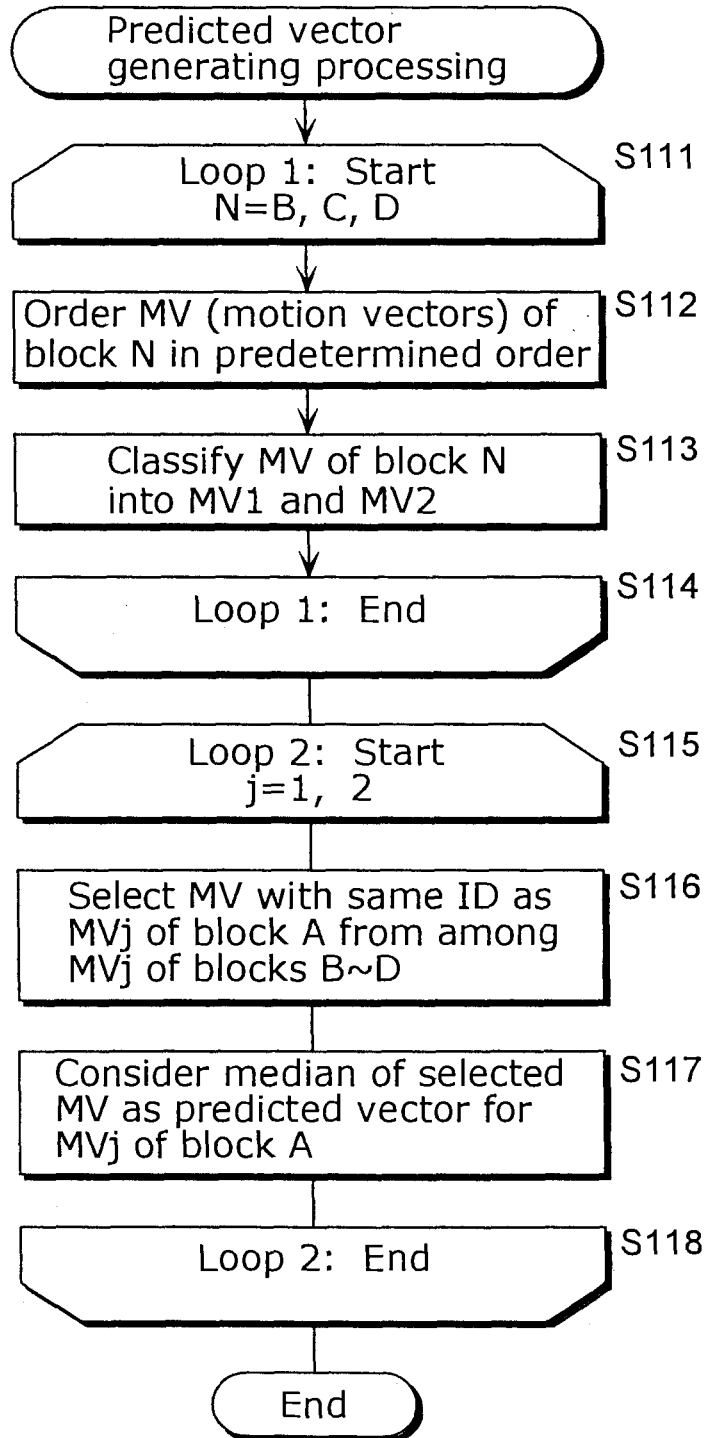 Predicted vector
generating processing
S111
Loop 1: Start
N=B, C, D
S112
Order MV (motion vectors) of
block N in predetermined order
S113
Classify MV of block N
into MV1 and MV2
S114
Loop 1: End
S115
Loop 2: Start
j=1, 2
S116
Select MV with same ID as
MVj of block A from among
MVj of blocks B~D
S117
Consider median of selected
MV as predicted vector for
MVj of block A
S118
Loop 2: End
End